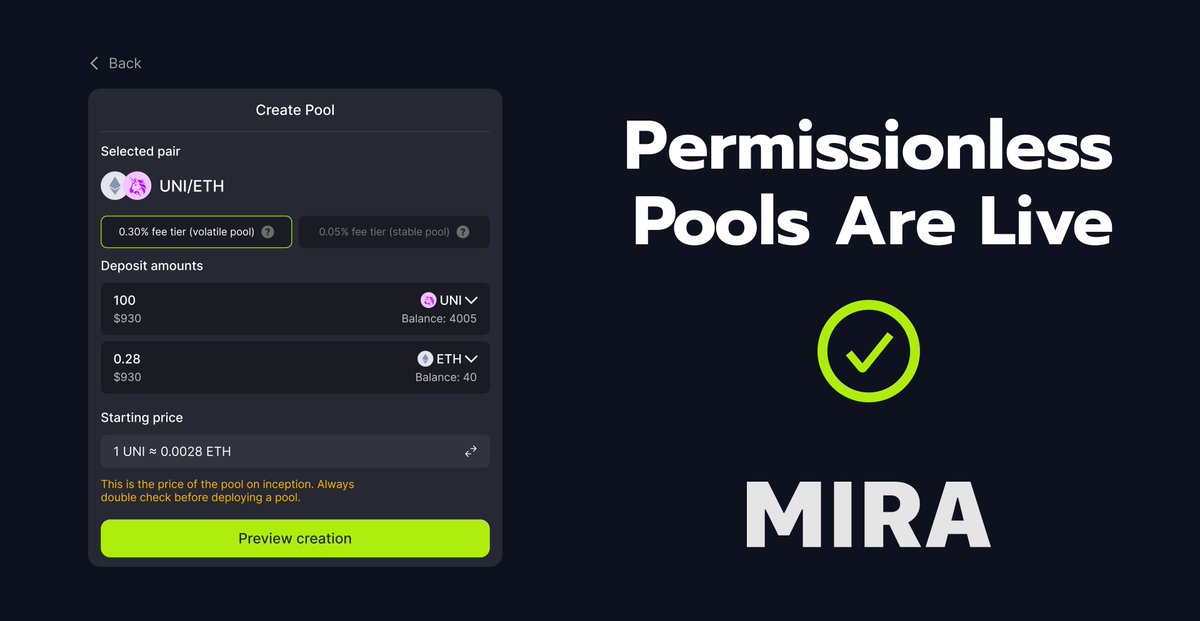 Back
Create Pool
Selected pair
UNI/ETH
0.30% fee tier (volatile pool) ?
0.05% fee tier (stable pool) ?
Deposit amounts
100
UNI
$930
Balance: 4005
0.28
ETH
$930
Balance: 40
Starting price
1 UNI ≈ 0.0028 ETH
This is the price of the pool on inception. Always
double check before deploying a pool.
Preview creation
Permissionless
Pools Are Live
MIRA